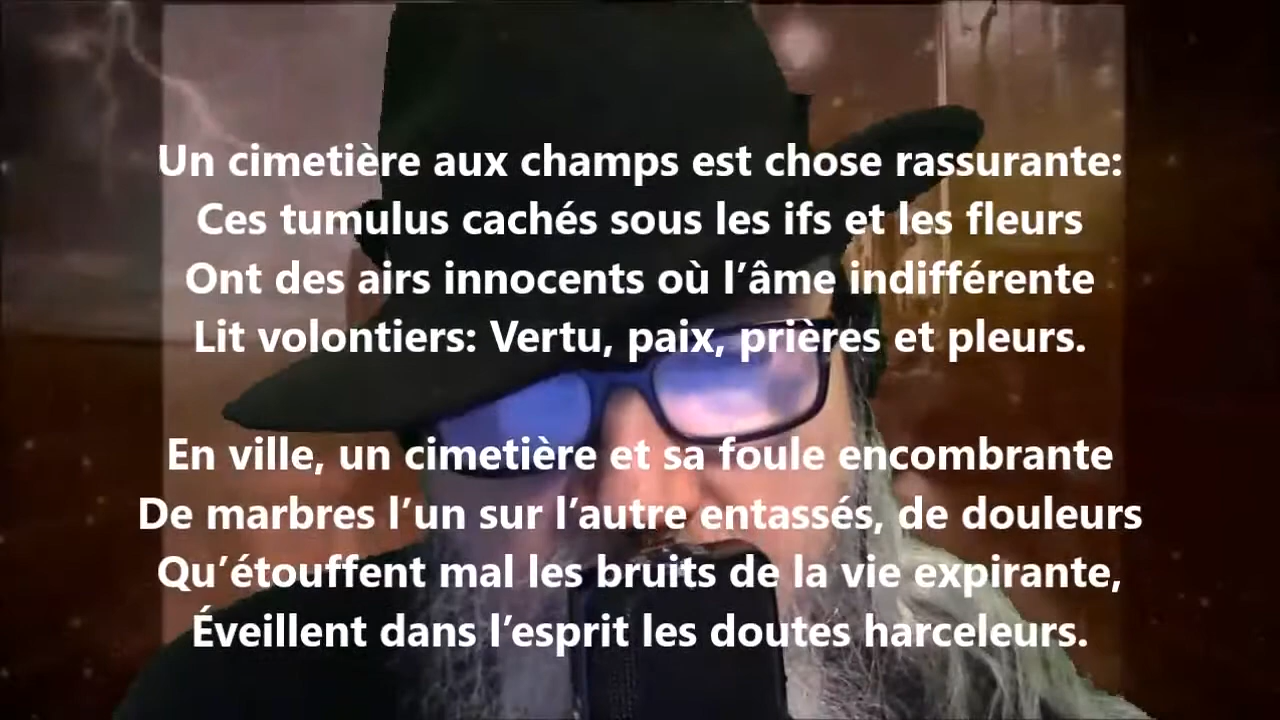 Un cimetière aux champs est chose rassurante:
Ces tumulus cachés sous les ifs et les fleurs
Ont des airs innocents où l’âme indifférente
Lit volontiers: Vertu, paix, prières et pleurs.
En ville, un cimetière et sa foule encombrante
De marbres l’un sur l’autre entassés, de douleurs
Qu’étouffent mal les bruits de la vie expirante,
Éveillent dans l’esprit les doutes harceleurs.